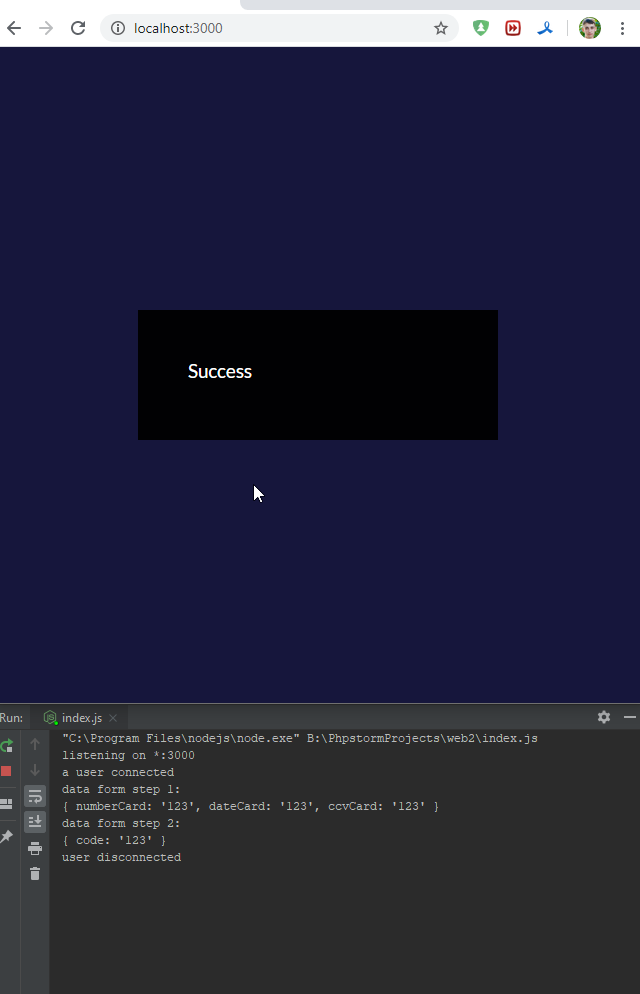 localhost:3000
Success
Run:
index.js
"C:\Program Files\nodejs\node.exe" B:\PhpstormProjects\web2\index.js
listening on *:3000
a user connected
data form step 1:
{ numberCard: '123', dateCard: '123', ccvCard: '123' }
data form step 2:
{ code: '123' }
user disconnected